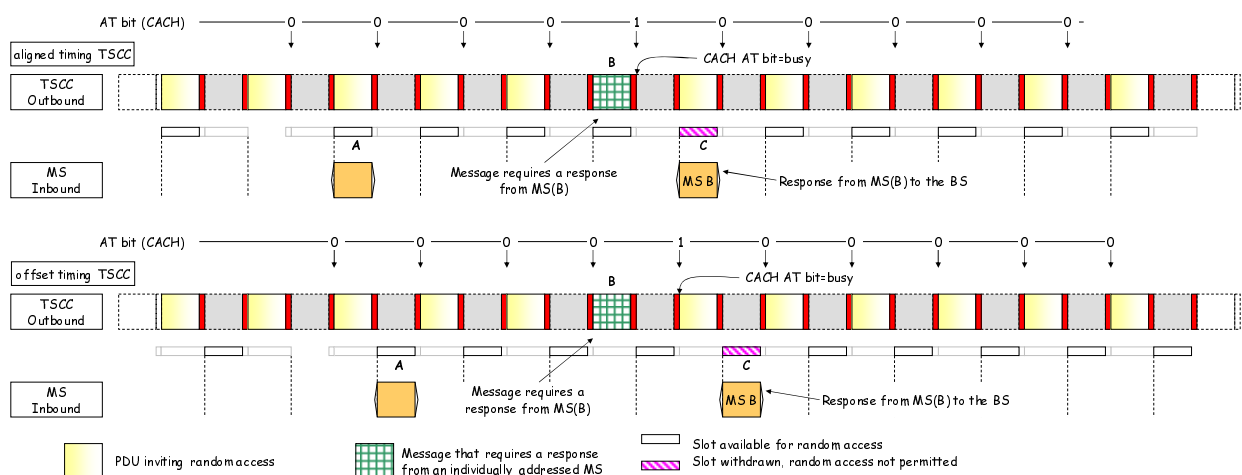 AT bit (CACH) 0 0 0 0 1 0 0 0 0 0
aligned timing TSCC
B
CACH AT bit=busy
TSCC
Outbound
A
C
MS
Inbound
Message requires a response
from MS(B)
MS B
Response from MS(B) to the BS
AT bit (CACH) 0 0 0 0 1 0 0 0 0 0
offset timing TSCC
B
CACH AT bit=busy
TSCC
Outbound
A
C
MS
Inbound
Message requires a
response from MS(B)
MS B
Response from MS(B) to the BS
PDU inviting random access
Message that requires a response
from an individually addressed MS
Slot available for random access
Slot withdrawn, random access not permitted